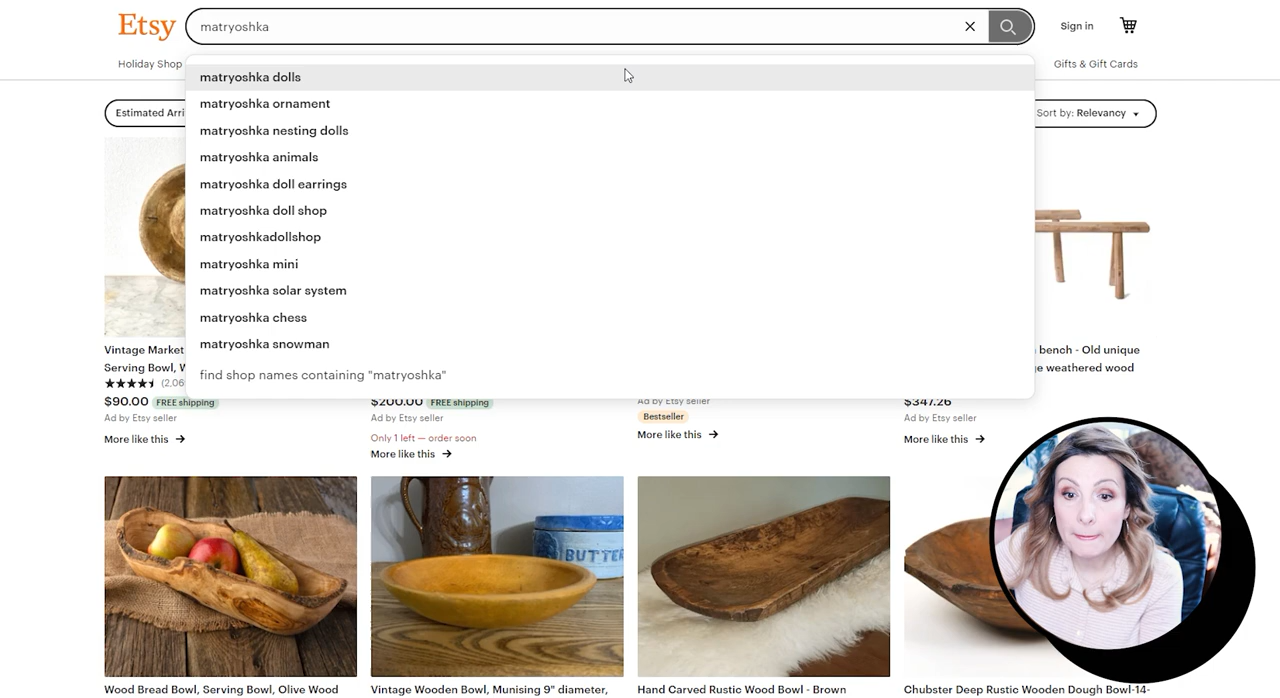 Etsy
matryoshka
Sign in
Holiday Shop
Gifts & Gift Cards
matryoshka dolls
matryoshka ornament
matryoshka nesting dolls
matryoshka animals
matryoshka doll earrings
matryoshka doll shop
matryoshkadollshop
matryoshka mini
matryoshka solar system
matryoshka chess
matryoshka snowman
find shop names containing "matryoshka"
Estimated Arri
Sort by: Relevancy
Vintage Market
Serving Bowl, W
(2,06
$90.00 FREE shipping
Ad by Etsy seller
More like this
$200.00 FREE shipping
Ad by Etsy seller
Only 1 left — order soon
More like this
Ad by Etsy seller
Bestseller
More like this
bench - Old unique
weathered wood
$347.26
Ad by Etsy seller
More like this
BUTTER
Wood Bread Bowl, Serving Bowl, Olive Wood
Vintage Wooden Bowl, Munising 9" diameter,
Hand Carved Rustic Wood Bowl - Brown
Chubster Deep Rustic Wooden Dough Bowl-14-